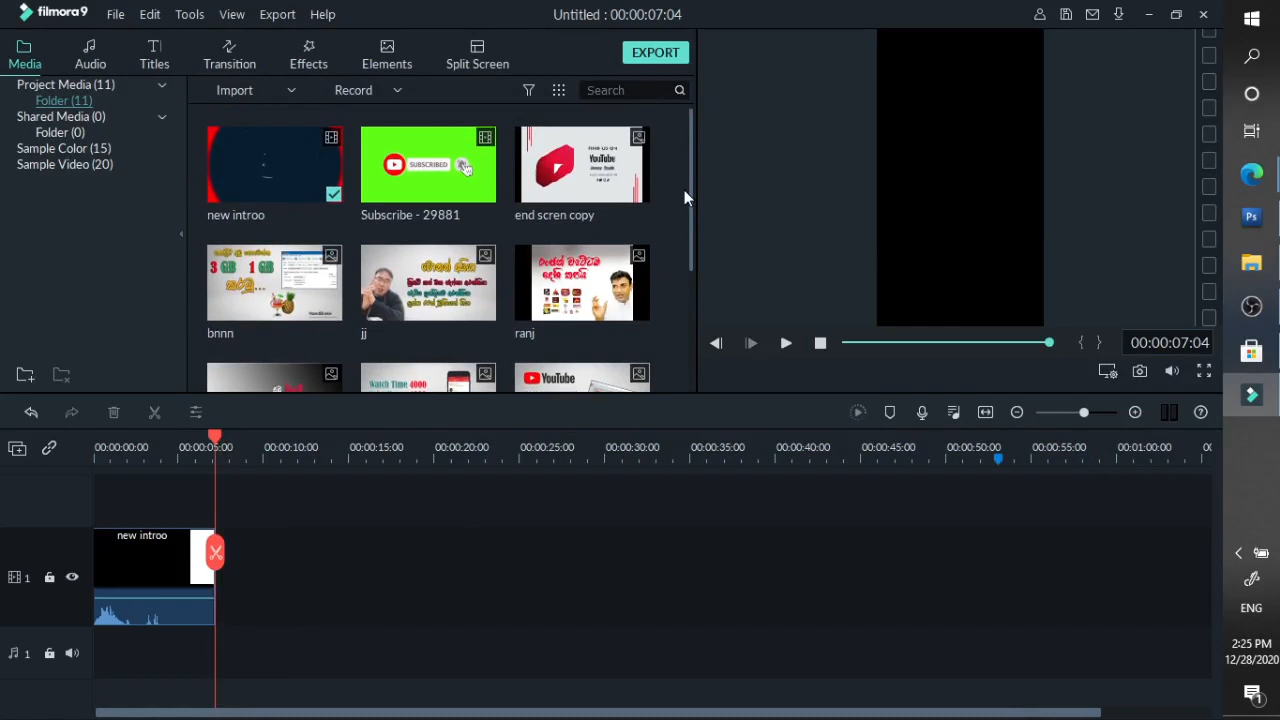 filmora9 File Edit Tools View Export Help Untitled : 00:00:07:04
Media Audio Titles Transition Effects Elements Split Screen EXPORT
Project Media (11) Import Record Search
Folder (11)
Shared Media (0)
Folder (0)
Sample Color (15)
Sample Video (20)
SUBSCRIBED
YouTube
new introo Subscribe - 29881 end scren copy
3 GB 1 GB
bnnn jj ranj
Watch Time 4000 YouTube
00:00:07:04
00:00:00:00 00:00:05:00 00:00:10:00 00:00:15:00 00:00:20:00 00:00:25:00 00:00:30:00 00:00:35:00 00:00:40:00 00:00:45:00 00:00:50:00 00:00:55:00 00:01:00:00 00:
new introo
1
1
Ps
ENG
2:25 PM
12/28/2020
1